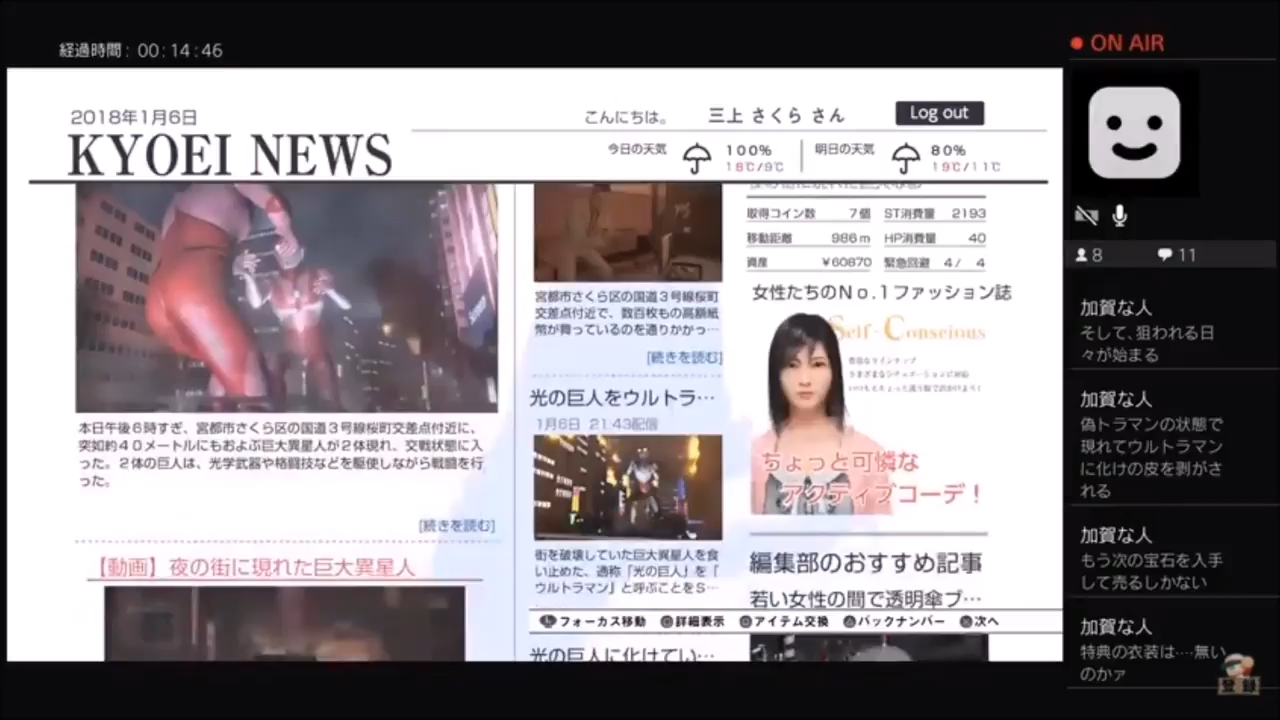 経過時間: 00:14:46
ON AIR
2018年1月6日
KYOEI NEWS
こんにちは。 三上 さくら さん
Log out
今日の天気 100% 18℃/9℃
明日の天気 80% 19℃/11℃
本日午後6時すぎ、宮都市さくら区の国道3号線桜町交差点付近に、
突如約40メートルにもおよぶ巨大異星人が2体現れ、交戦状態に入
った。2体の巨人は、光学武器や格闘技などを駆使しながら戦闘を行
った。
[続きを読む]
【動画】夜の街に現れた巨大異星人
宮都市さくら区の国道3号線桜町
交差点付近で、数百枚もの高額紙
幣が舞っているのを通りかかっ…
[続きを読む]
光の巨人をウルトラ…
1月6日 21:43配信
街を破壊していた巨大異星人を食
い止めた、通称「光の巨人」を「
ウルトラマン」と呼ぶことをS…
光の巨人に化けてい…
取得コイン数 7個 ST消費量 2193
移動距離 986m HP消費量 40
資産 ¥60870 緊急回避 4/ 4
女性たちのNo.1ファッション誌
Self-Conscious
ちょっと可憐な
アクティブコーデ!
編集部のおすすめ記事
若い女性の間で透明傘ブ…
フォーカス移動 詳細表示 アイテム交換 バックナンバー 次へ
8 11
加賀な人
そして、狙われる日
々が始まる
加賀な人
偽トラマンの状態で
現れてウルトラマン
に化けの皮を剥がさ
れる
加賀な人
もう次の宝石を入手
して売るしかない
加賀な人
特典の衣装は‥‥無い
のかァ
登録